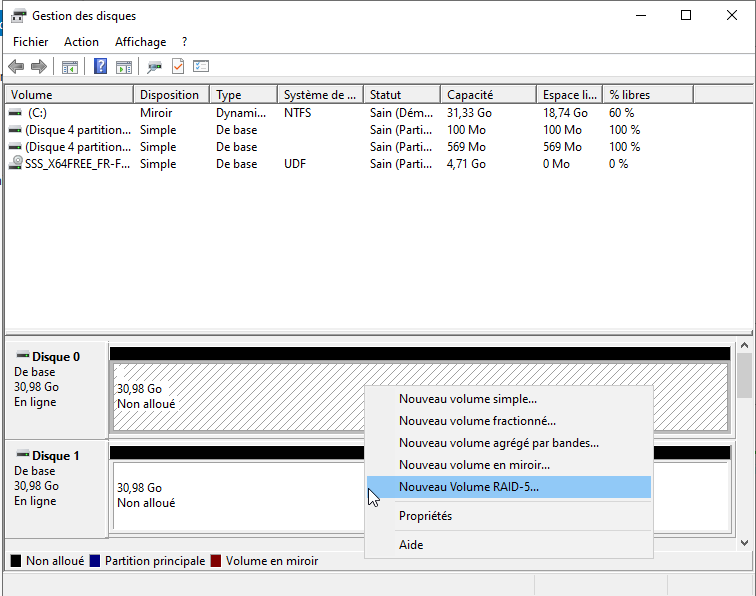 Gestion des disques
Fichier Action Affichage ?
Volume Disposition Type Système de ... Statut Capacité Espace li... % libres
(C:) Miroir Dynami... NTFS Sain (Dém... 31,33 Go 18,74 Go 60 %
(Disque 4 partition... Simple De base Sain (Parti... 100 Mo 100 Mo 100 %
(Disque 4 partition... Simple De base Sain (Parti... 569 Mo 569 Mo 100 %
SSS_X64FREE_FR-F... Simple De base UDF Sain (Parti... 4,71 Go 0 Mo 0 %
Disque 0
De base
30,98 Go
En ligne
30,98 Go
Non alloué
Disque 1
De base
30,98 Go
En ligne
30,98 Go
Non alloué
Nouveau volume simple...
Nouveau volume fractionné...
Nouveau volume agrégé par bandes...
Nouveau volume en miroir...
Nouveau Volume RAID-5...
Propriétés
Aide
Non alloué Partition principale Volume en miroir